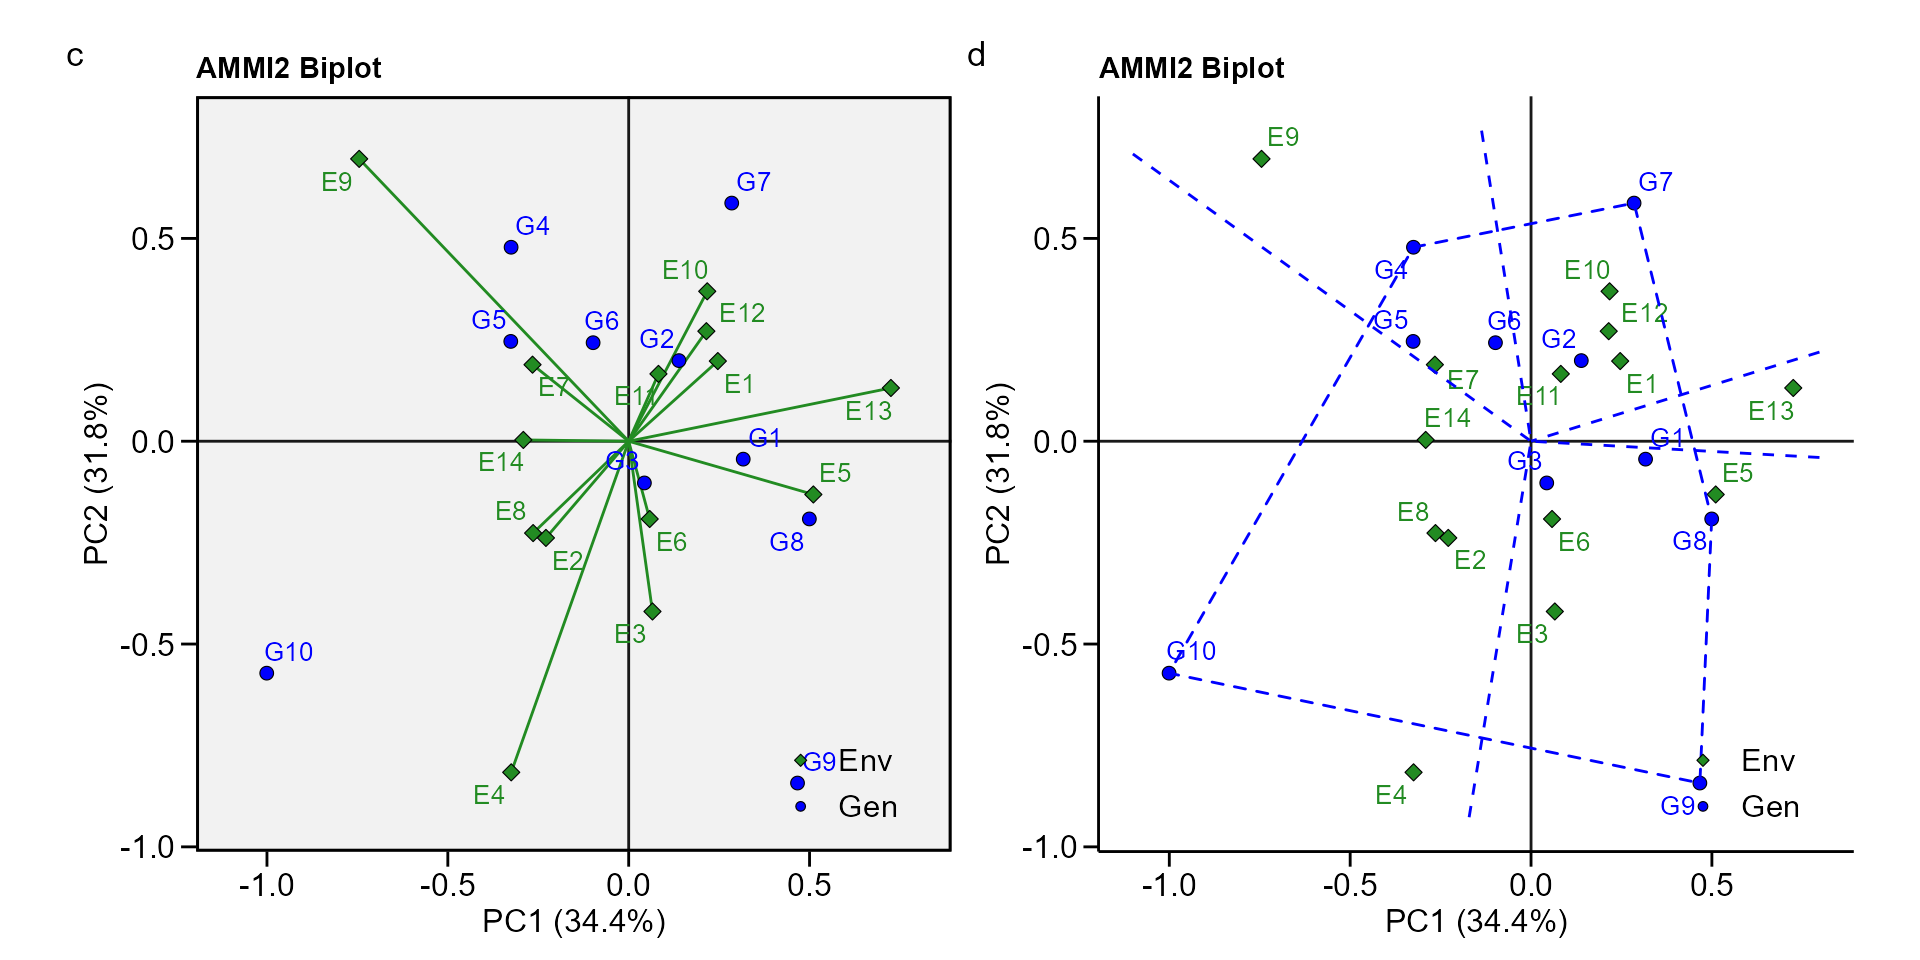 c
AMMI2 Biplot
E9
G7
G4
E10
E12
G5
G6
G2
E7
E11
E1
E13
G1
E14
G3
E5
E8
E2
E6
G8
E3
G10
G9
Env
E4
Gen
0.5
0.0
-0.5
-1.0
PC2 (31.8%)
-1.0 -0.5 0.0 0.5
PC1 (34.4%)
d
AMMI2 Biplot
E9
G7
G4
E10
E12
G5
G6
G2
E7
E11
E1
E13
E14
G1
G3
E5
E8
E2
E6
G8
E3
G10
Env
E4
G9
Gen
0.5
0.0
-0.5
-1.0
PC2 (31.8%)
-1.0 -0.5 0.0 0.5
PC1 (34.4%)